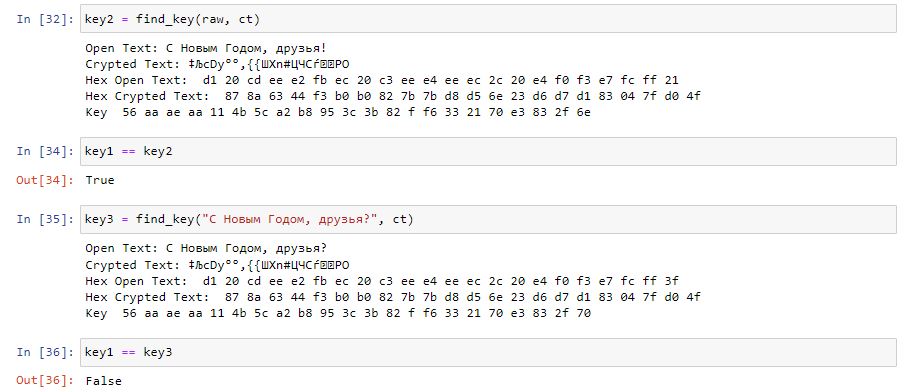 In [32]: key2 = find_key(raw, ct)
Open Text: С Новым Годом, друзья!
Crypted Text: ‡ЉcDу°°‚{{ШХn#ЦЧСѓРO
Hex Open Text:  d1 20 cd ee e2 fb ec 20 c3 ee e4 ee ec 2c 20 e4 f0 f3 e7 fc ff 21
Hex Crypted Text:  87 8a 63 44 f3 b0 b0 82 7b 7b d8 d5 6e 23 d6 d7 d1 83 04 7f d0 4f
Key  56 aa ae aa 11 4b 5c a2 b8 95 3c 3b 82 f f6 33 21 70 e3 83 2f 6e
In [34]: key1 == key2
Out[34]: True
In [35]: key3 = find_key("С Новым Годом, друзья?", ct)
Open Text: С Новым Годом, друзья?
Crypted Text: ‡ЉcDу°°‚{{ШХn#ЦЧСѓРO
Hex Open Text:  d1 20 cd ee e2 fb ec 20 c3 ee e4 ee ec 2c 20 e4 f0 f3 e7 fc ff 3f
Hex Crypted Text:  87 8a 63 44 f3 b0 b0 82 7b 7b d8 d5 6e 23 d6 d7 d1 83 04 7f d0 4f
Key  56 aa ae aa 11 4b 5c a2 b8 95 3c 3b 82 f f6 33 21 70 e3 83 2f 70
In [36]: key1 == key3
Out[36]: False